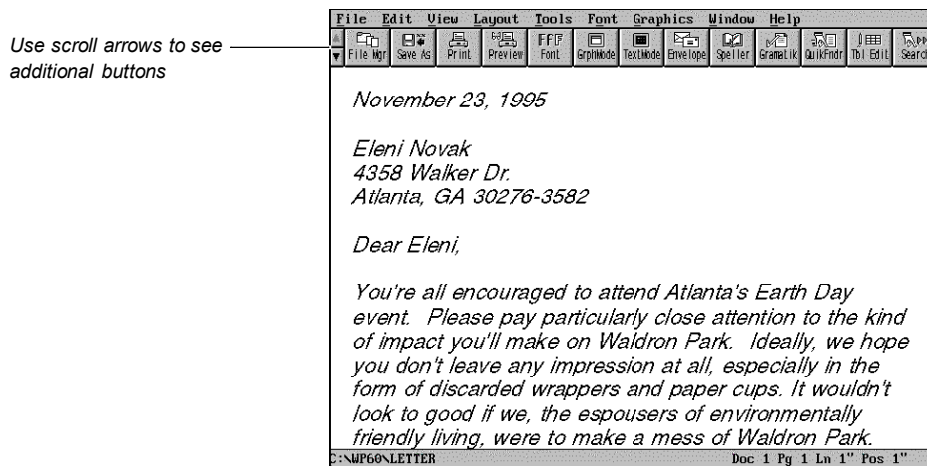 Use scroll arrows to see
additional buttons
File Edit View Layout Tools Font Graphics Window Help
File Mgr Save As Print Preview Font GrphMode TextMode Envelope Speller Gramatik QuikFndr Tbl Edit Search
November 23, 1995
Eleni Novak
4358 Walker Dr.
Atlanta, GA 30276-3582
Dear Eleni,
You're all encouraged to attend Atlanta's Earth Day
event. Please pay particularly close attention to the kind
of impact you'll make on Waldron Park. Ideally, we hope
you don't leave any impression at all, especially in the
form of discarded wrappers and paper cups. It wouldn't
look to good if we, the espousers of environmentally
friendly living, were to make a mess of Waldron Park.
C:\WP60\LETTER Doc 1 Pg 1 Ln 1" Pos 1"